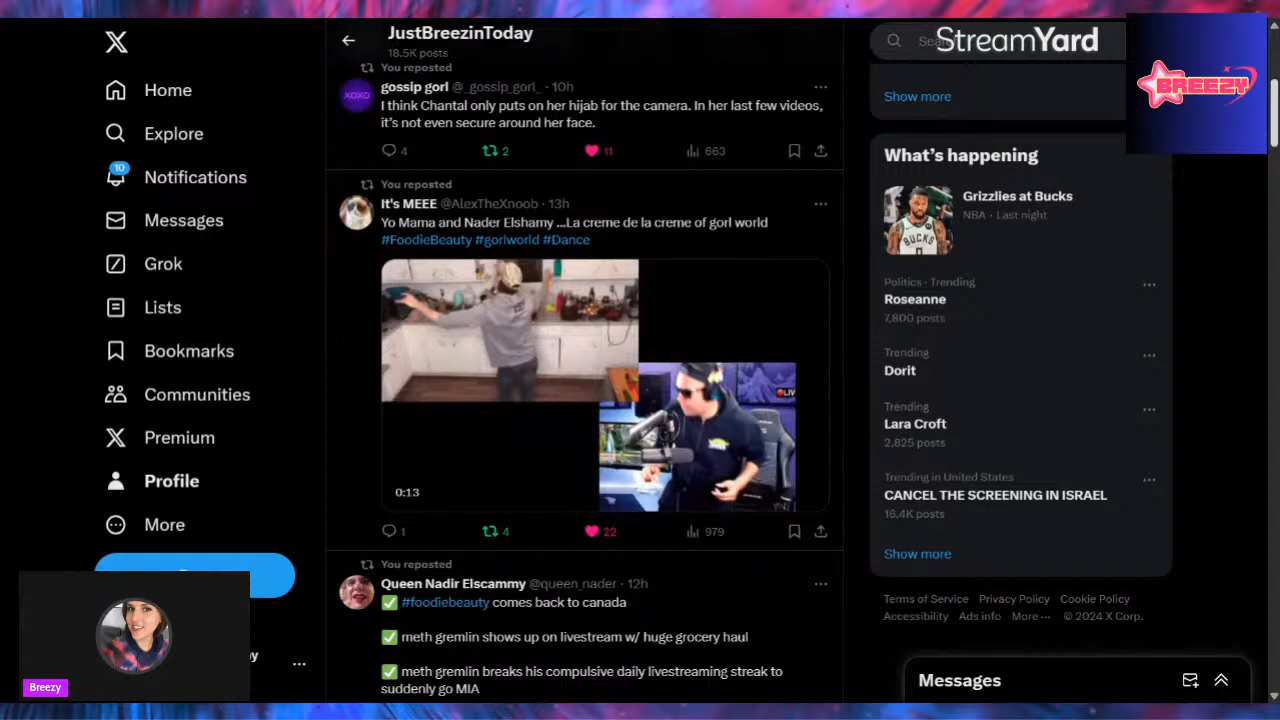 JustBreezinToday
18.5K posts
StreamYard
BREEZY
Home
Explore
10
Notifications
Messages
Grok
Lists
Bookmarks
Communities
Premium
Profile
More
Breezy
You reposted
gossip gorl @_gossip_gorl_ · 10h
XOXO
I think Chantal only puts on her hijab for the camera. In her last few videos,
it's not even secure around her face.
4 2 11 663
You reposted
It's MEEE @AlexTheXnoob · 13h
Yo Mama and Nader Elshamy ...La creme de la creme of gorl world
#FoodieBeauty #gorlworld #Dance
LIVE
0:13
1 4 22 979
You reposted
Queen Nadir Elscammy @queen_nader · 12h
✅ #foodiebeauty comes back to canada
✅ meth gremlin shows up on livestream w/ huge grocery haul
✅ meth gremlin breaks his compulsive daily livestreaming streak to
suddenly go MIA
Show more
What's happening
Grizzlies at Bucks
NBA · Last night
BUCKS
Politics · Trending
Roseanne
7,800 posts
Trending
Dorit
Trending
Lara Croft
2,825 posts
Trending in United States
CANCEL THE SCREENING IN ISRAEL
16.4K posts
Show more
Terms of Service Privacy Policy Cookie Policy
Accessibility Ads info More ... © 2024 X Corp.
Messages